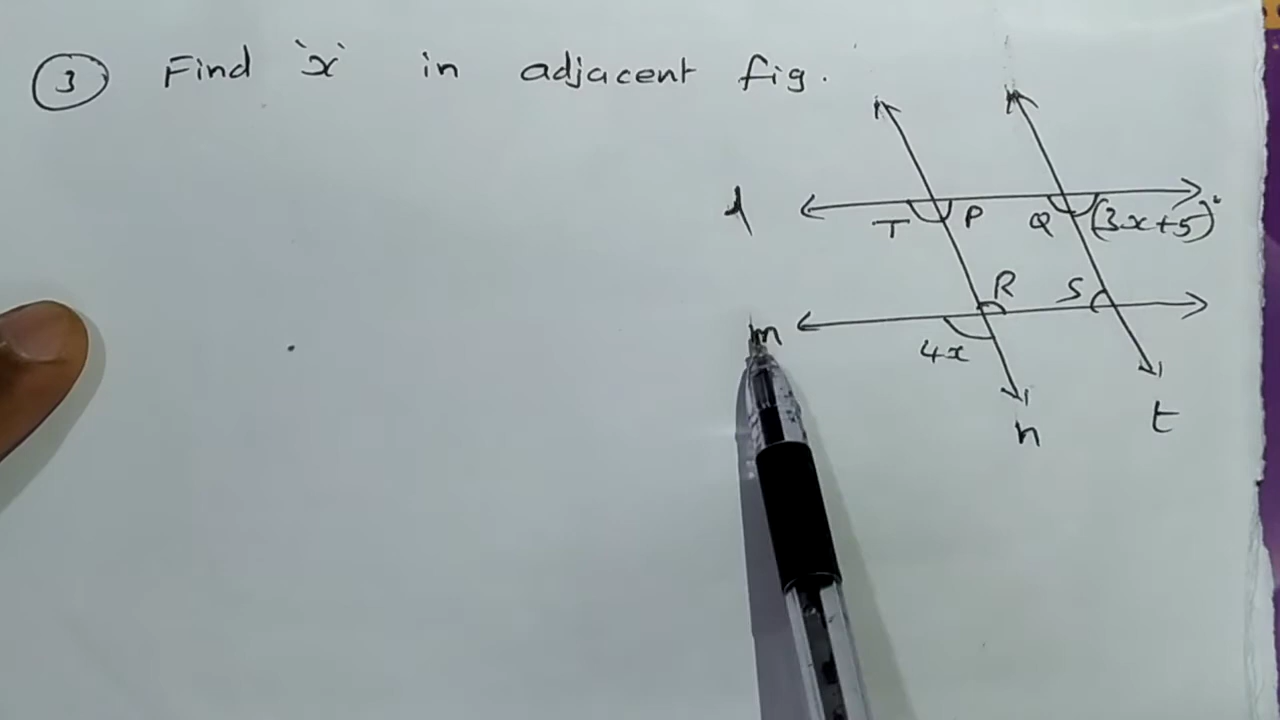 3 Find 'x' in adjacent fig.
l
T P Q (3x+5)°
R S
m
4x
n t